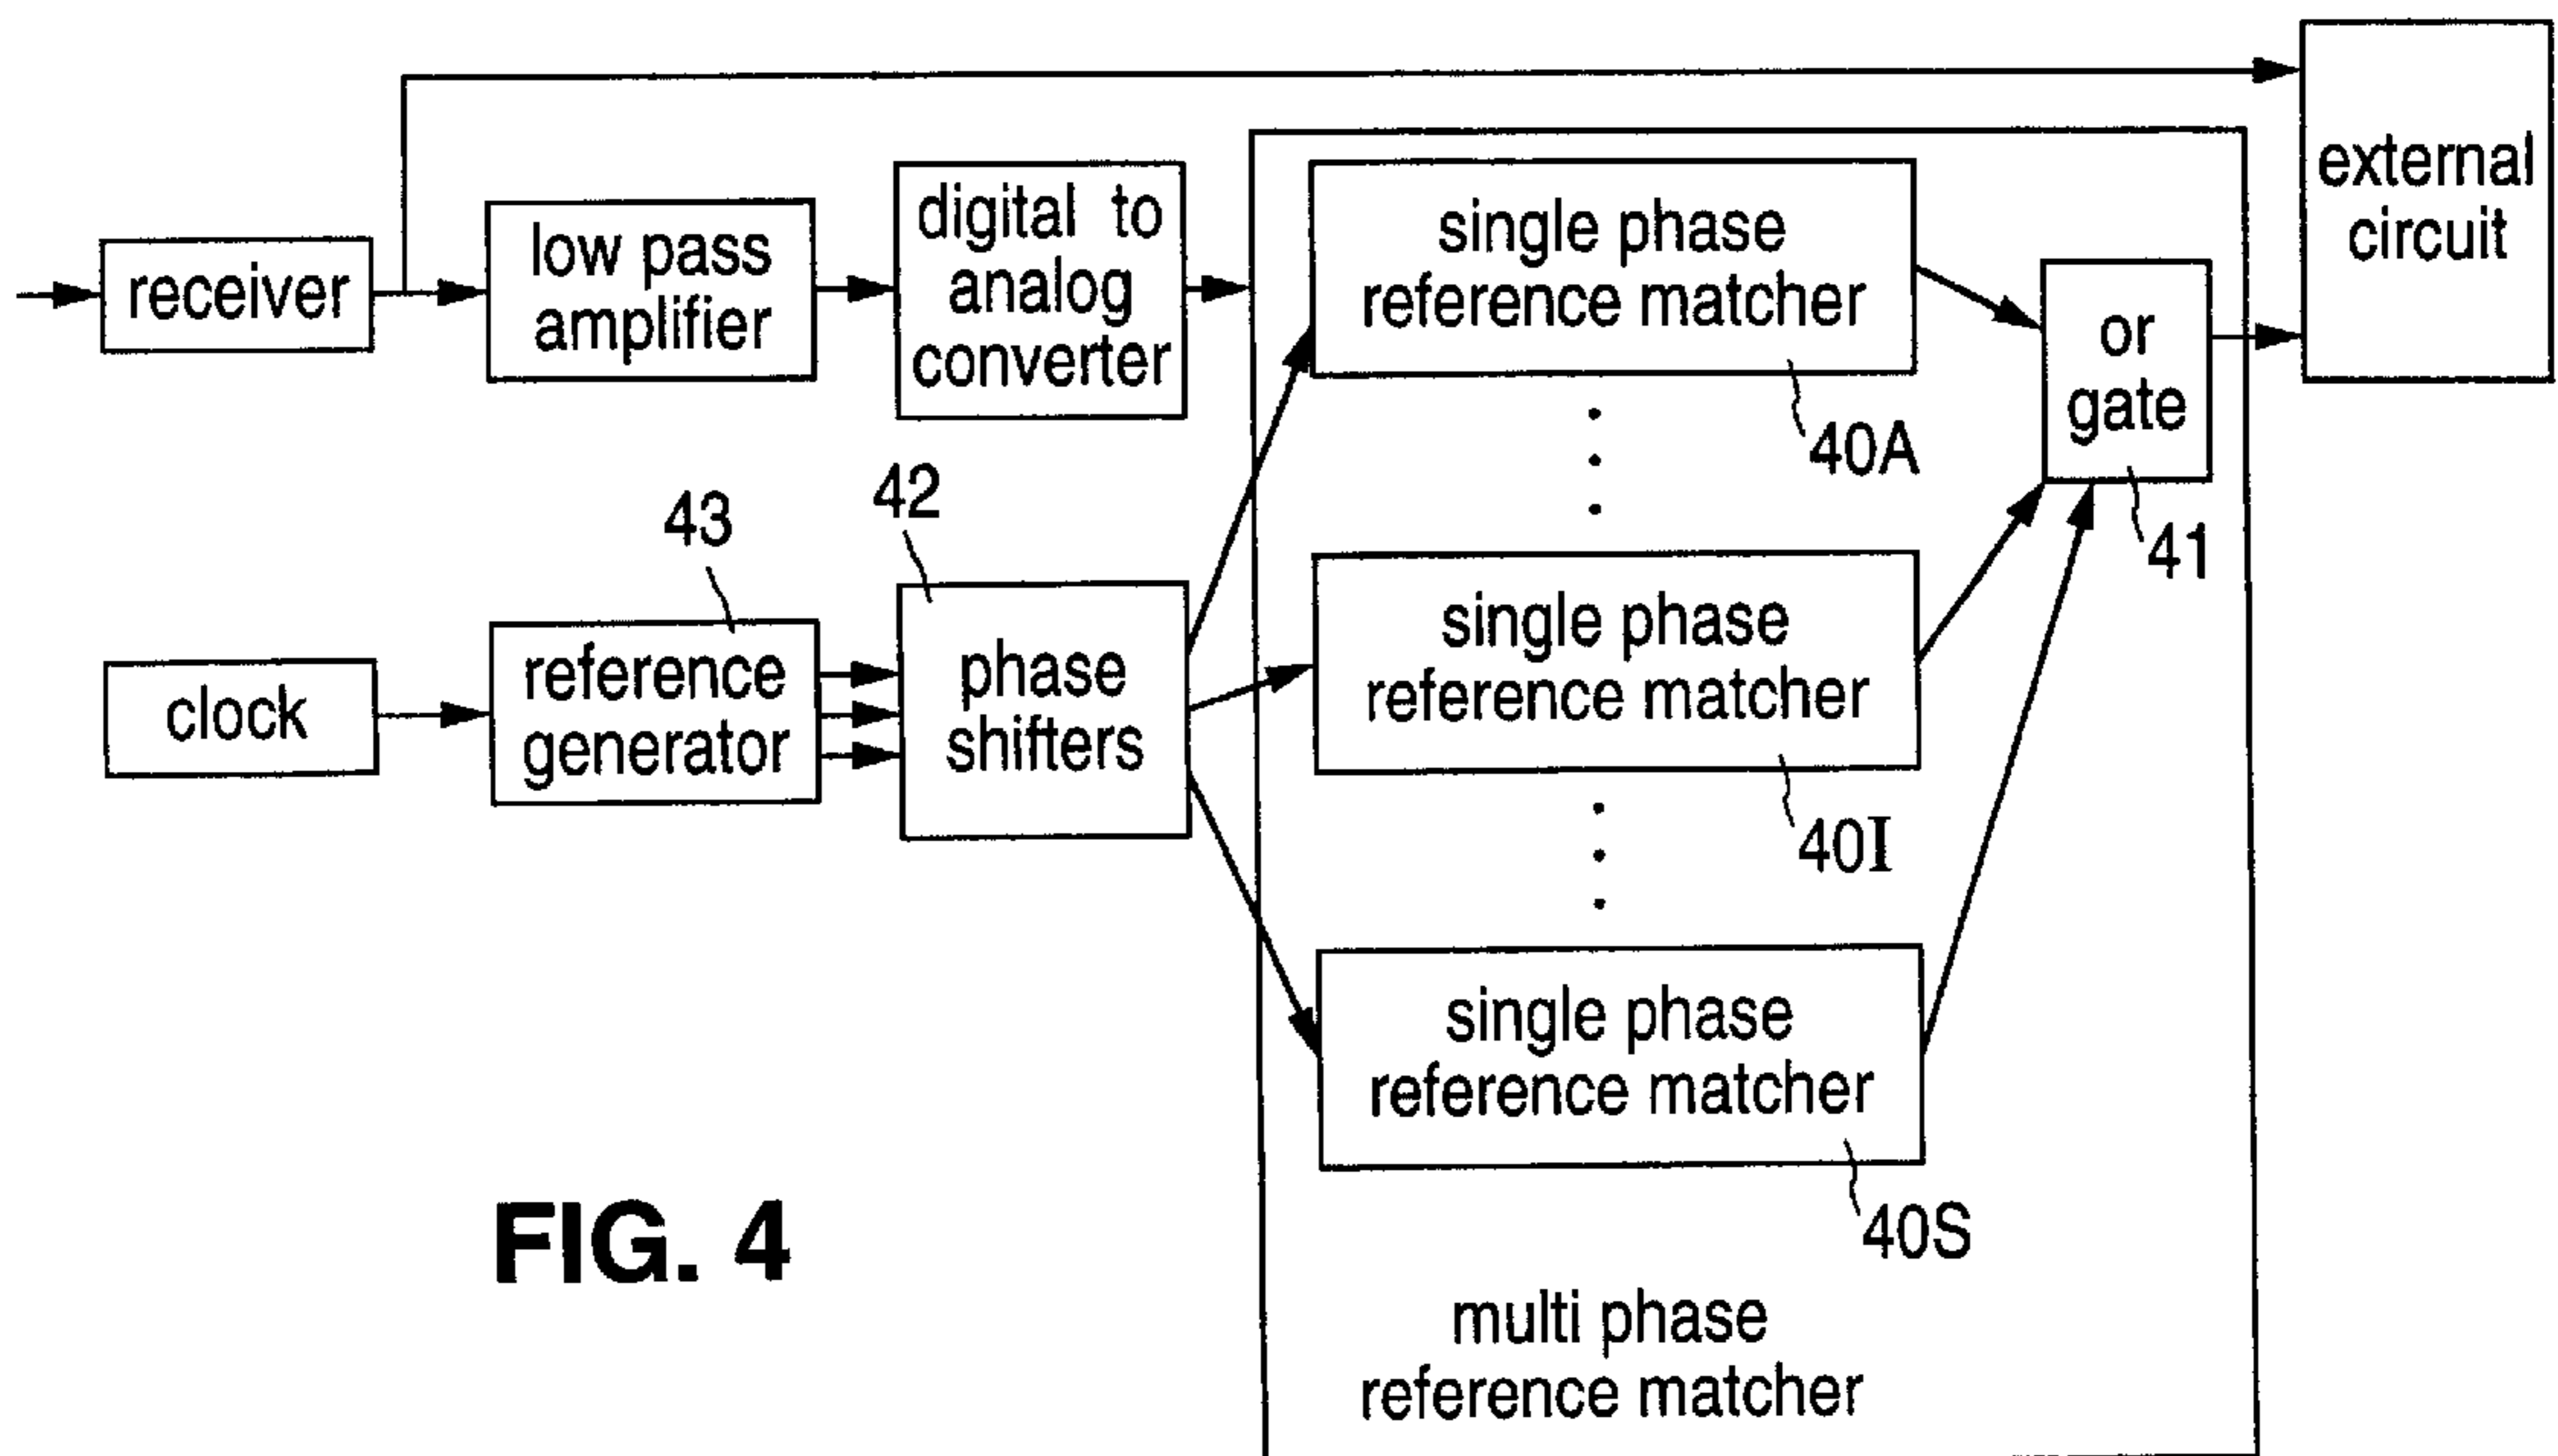 receiver
low pass
amplifier
digital to
analog
converter
single phase
reference matcher
40A
or
gate
41
external
circuit
clock
43
reference
generator
42
phase
shifters
single phase
reference matcher
40I
single phase
reference matcher
40S
multi phase
reference matcher
FIG. 4